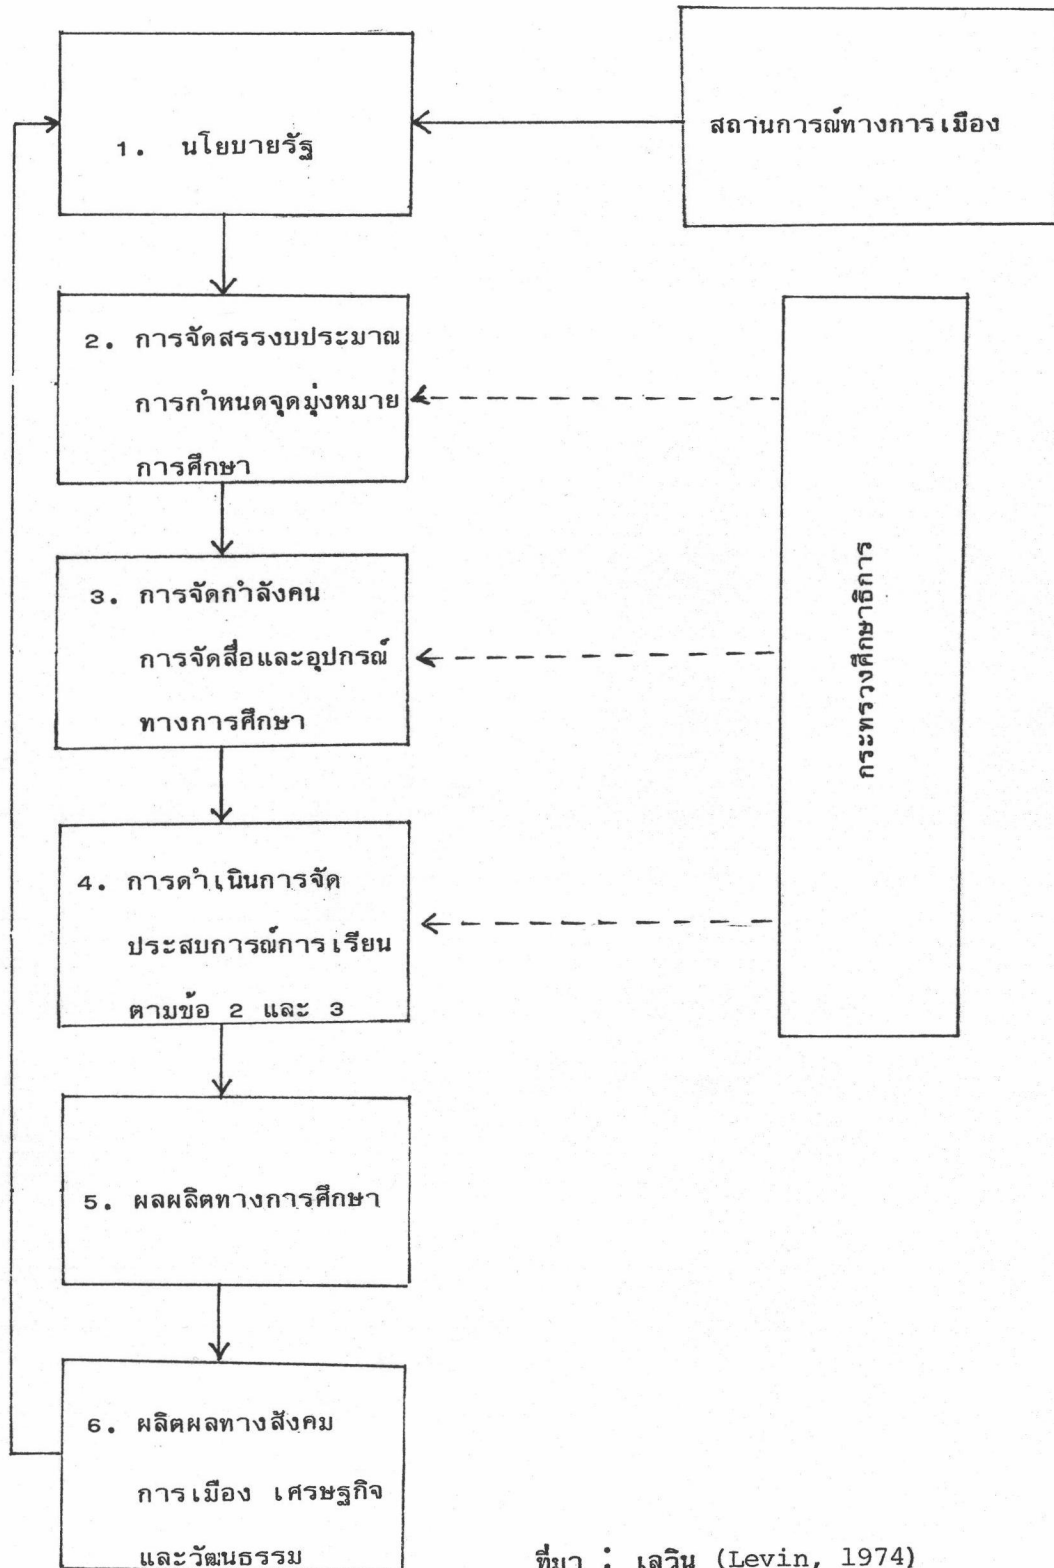 สถานการณ์ทางการเมือง
1. นโยบายรัฐ
2. การจัดสรรงบประมาณ
การกำหนดจุดมุ่งหมาย
การศึกษา
3. การจัดกำลังคน
การจัดสื่อและอุปกรณ์
ทางการศึกษา
กระทรวงศึกษาธิการ
4. การดำเนินการจัด
ประสบการณ์การเรียน
ตามข้อ 2 และ 3
5. ผลผลิตทางการศึกษา
6. ผลิตผลทางสังคม
การเมือง เศรษฐกิจ
และวัฒนธรรม
ที่มา : เลวิน (Levin, 1974)